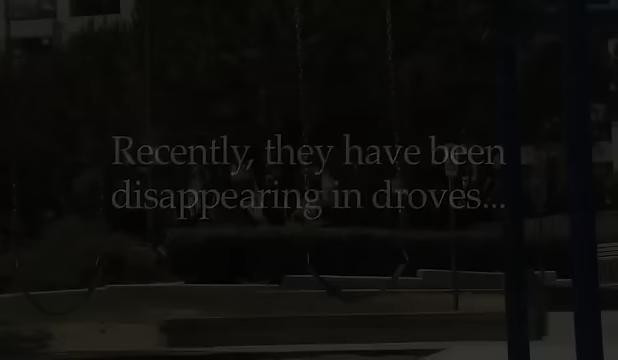 Recently, they have been
disappearing in droves...